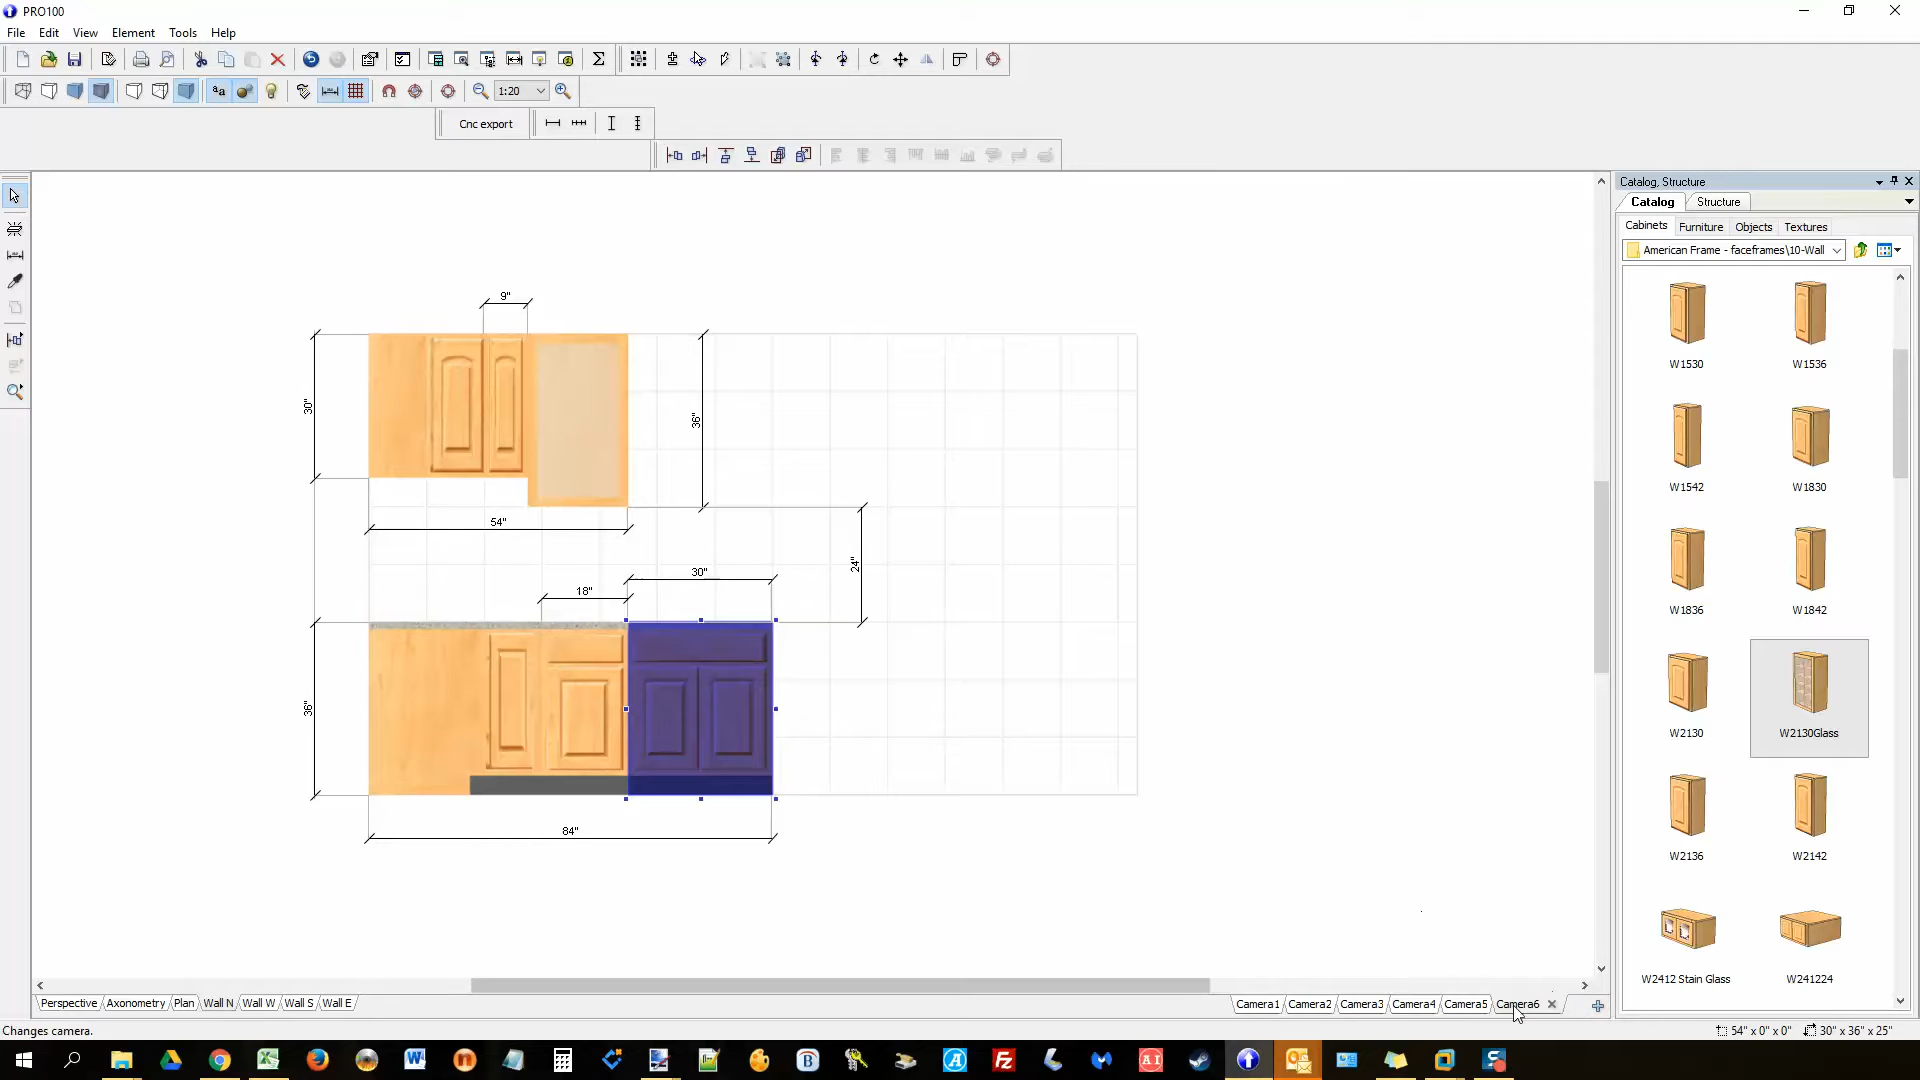 PRO100
File Edit View Element Tools Help
1:20
Cnc export
Catalog, Structure
Catalog Structure
Cabinets Furniture Objects Textures
American Frame - faceframes\10-Wall
W1530 W1536
W1542 W1830
W1836 W1842
W2130 W2130Glass
W2136 W2142
W2412 Stain Glass W241224
9"
30"
36"
54"
24"
30"
18"
36"
84"
Perspective Axonometry Plan Wall N Wall W Wall S Wall E
Camera1 Camera2 Camera3 Camera4 Camera5 Camera6
Changes camera.
54" x 0" x 0" 30" x 36" x 25"